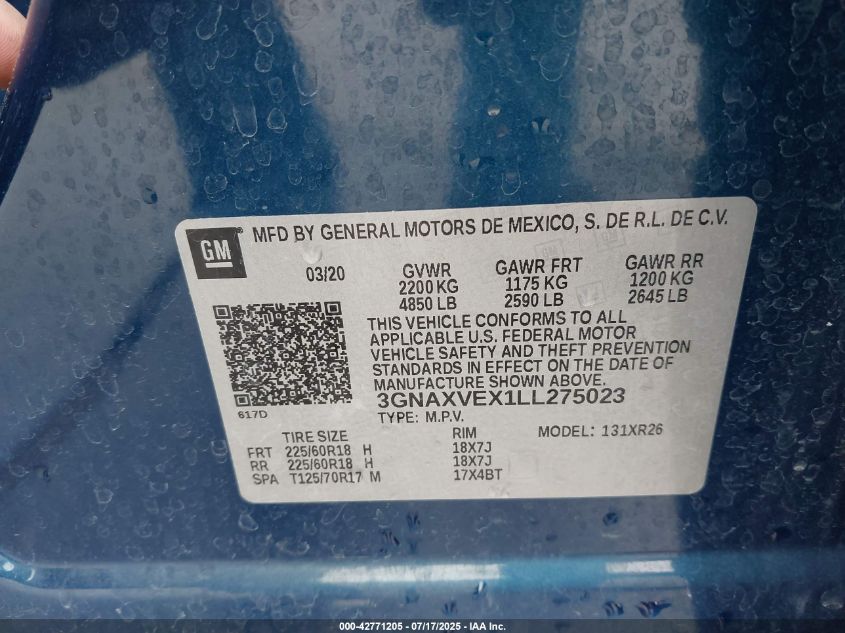 GM MFD BY GENERAL MOTORS DE MEXICO, S. DE R.L. DE C.V.
03/20 GVWR GAWR FRT GAWR RR
2200 KG 1175 KG 1200 KG
4850 LB 2590 LB 2645 LB
THIS VEHICLE CONFORMS TO ALL
APPLICABLE U.S. FEDERAL MOTOR
VEHICLE SAFETY AND THEFT PREVENTION
STANDARDS IN EFFECT ON THE DATE OF
MANUFACTURE SHOWN ABOVE.
3GNAXVEX1LL275023
617D
TYPE: M.P.V.
TIRE SIZE RIM MODEL: 131XR26
FRT 225/60R18 H 18X7J
RR 225/60R18 H 18X7J
SPA T125/70R17 M 17X4BT
000-42771205 - 07/17/2025 - IAA Inc.